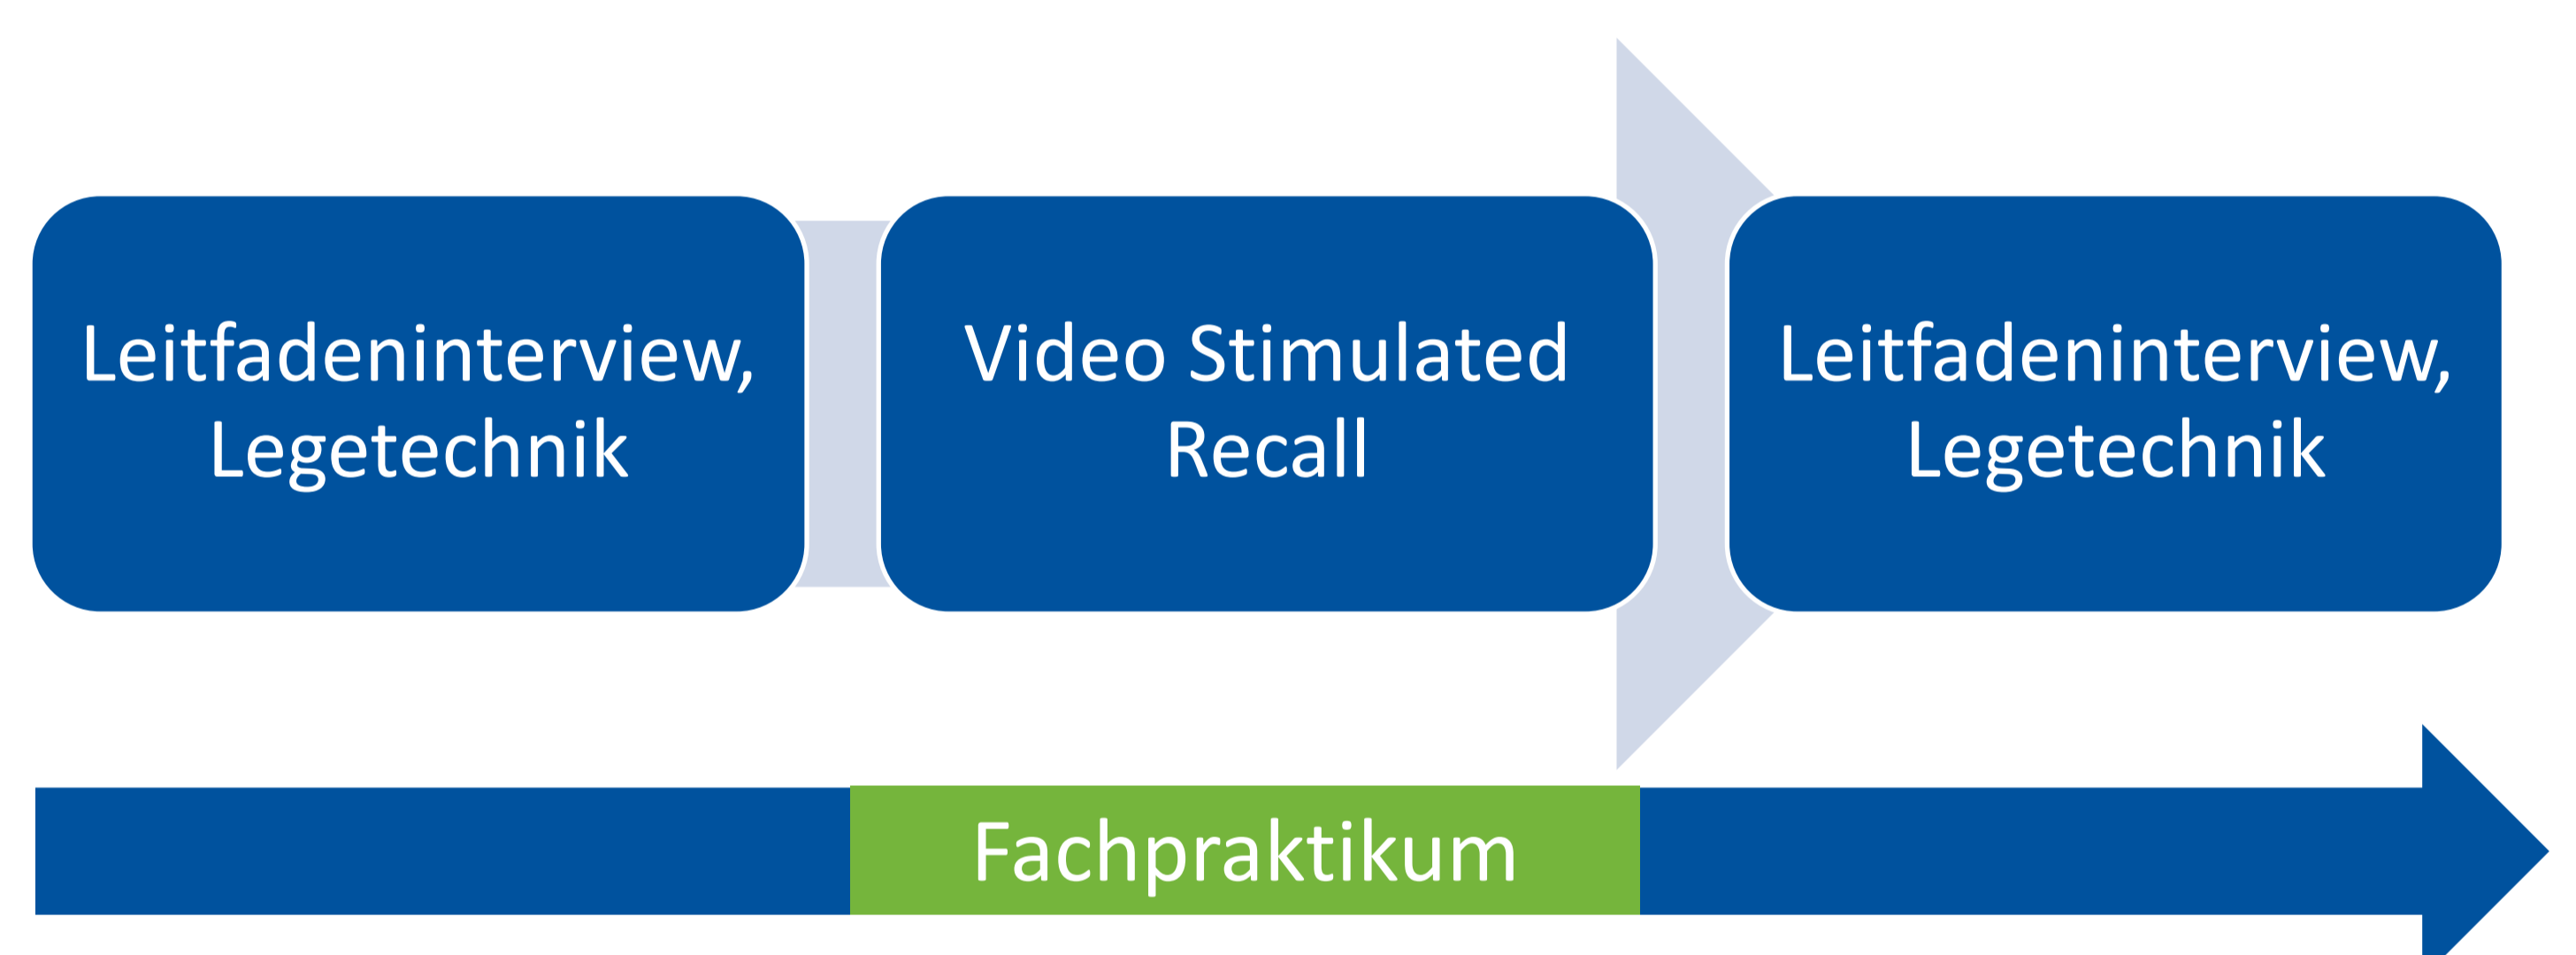 Leitfadeninterview,
Legetechnik
Video Stimulated
Recall
Leitfadeninterview,
Legetechnik
Fachpraktikum